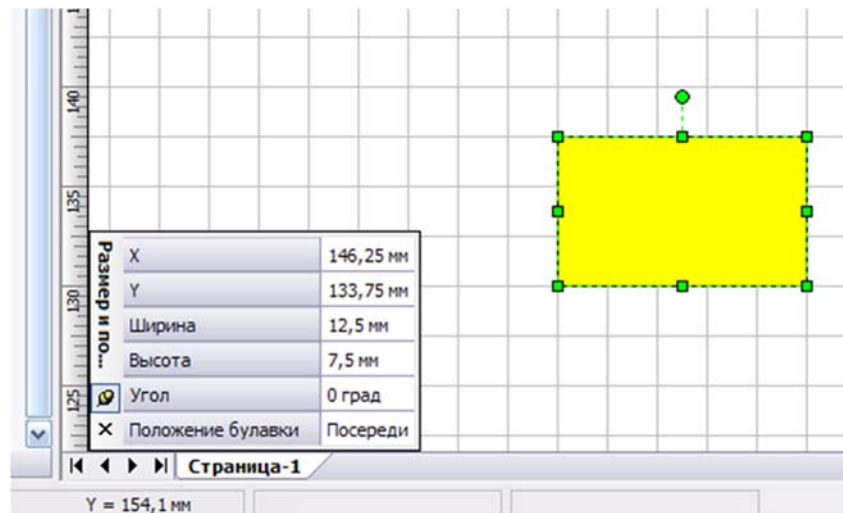 140
135
130
125
Размер и по...
X 146,25 мм
Y 133,75 мм
Ширина 12,5 мм
Высота 7,5 мм
Угол 0 град
Положение булавки Посереди
Страница-1
Y = 154,1 мм